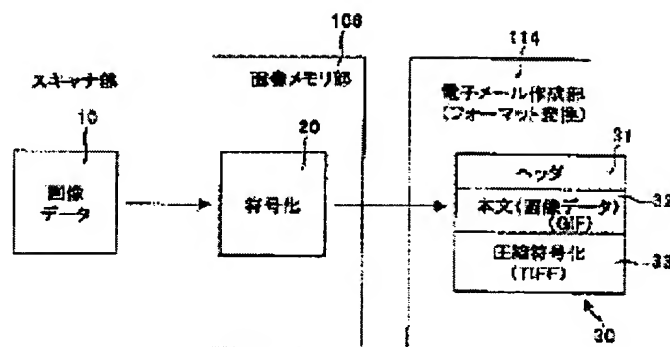 106
114
スキャナ部
画像メモリ部
電子メール作成部
(フォーマット変換)
10
20
31
画像
データ
符号化
ヘッダ
32
本文(画像データ)
(GIF)
圧縮符号化
(TIFF)
33
30